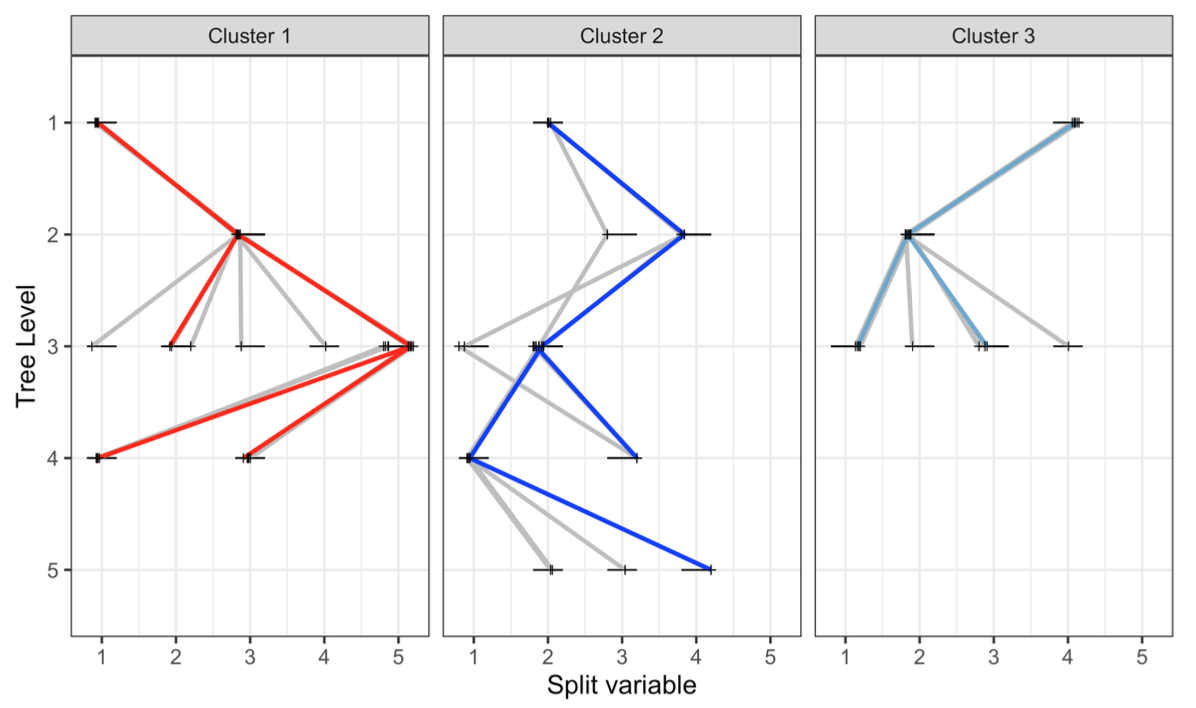 Cluster 1
Cluster 2
Cluster 3
Tree Level
1
2
3
4
5
1 2 3 4 5
1 2 3 4 5
1 2 3 4 5
Split variable